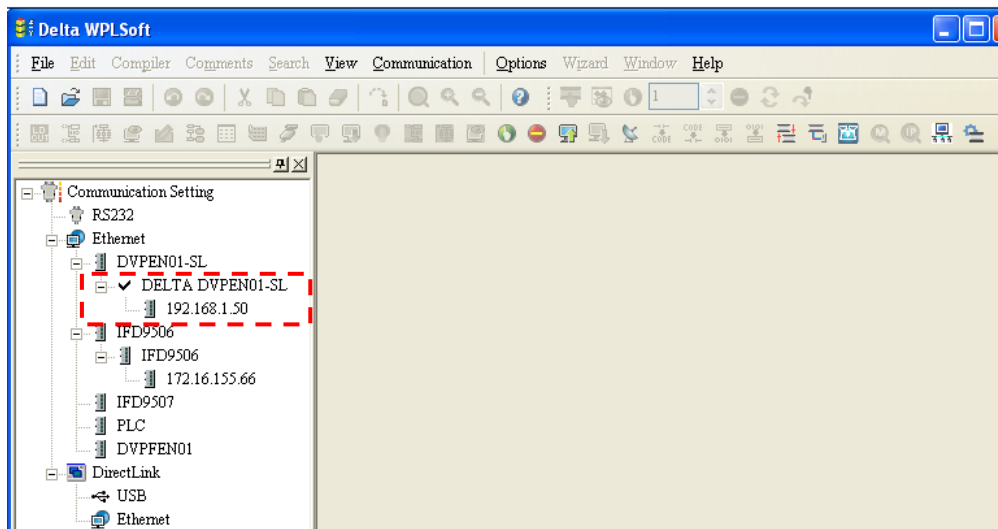 Delta WPLSoft
File Edit Compiler Comments Search View Communication Options Wizard Window Help
1
Communication Setting
RS232
Ethernet
DVPEN01-SL
DELTA DVPEN01-SL
192.168.1.50
IFD9506
IFD9506
172.16.155.66
IFD9507
PLC
DVPFEN01
DirectLink
USB
Ethernet